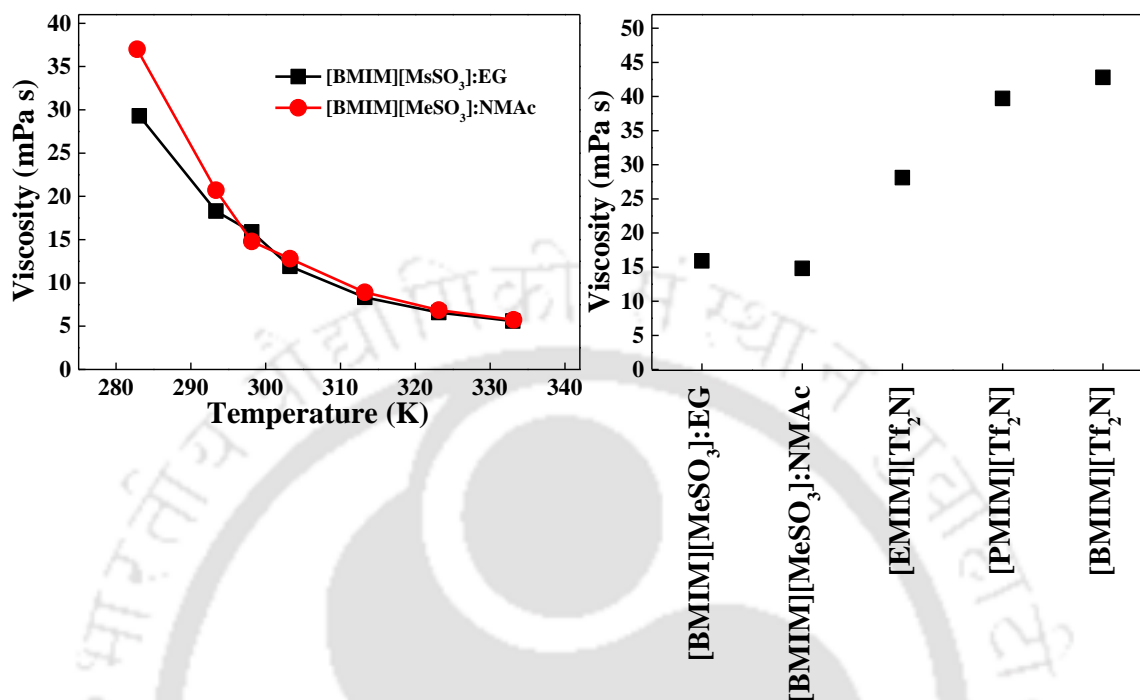 40
35
30
25
20
15
10
5
0
Viscosity (mPa s)
[BMIM][MsSO₃]:EG
[BMIM][MeSO₃]:NMAc
280 290 300 310 320 330 340
Temperature (K)
50
45
40
35
30
25
20
15
10
5
0
Viscosity (mPa s)
[BMIM][MeSO₃]:EG
[BMIM][MeSO₃]:NMAc
[EMIM][Tf₂N]
[PMIM][Tf₂N]
[BMIM][Tf₂N]
भारतीय प्रौद्योगिकी संस्थान गुवाहाटी